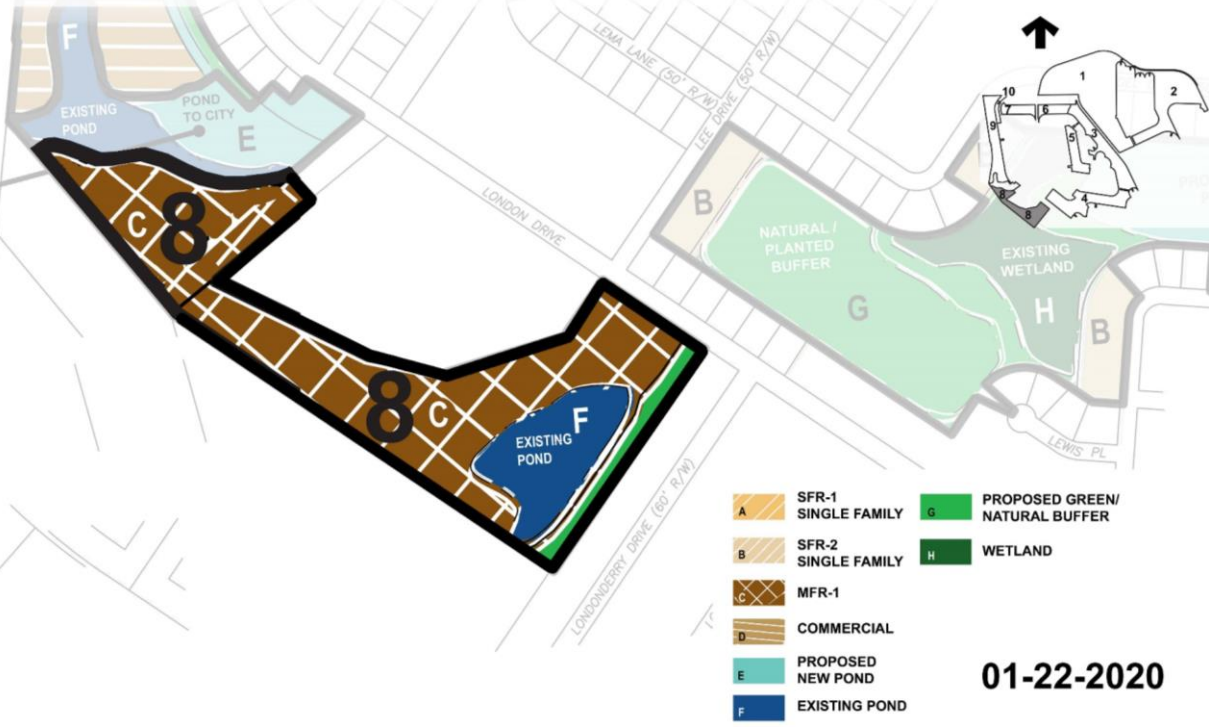 F
EXISTING
POND
POND
TO CITY
E
C
8
LEMA LANE (50' R/W)
LEE DRIVE (50' R/W)
LONDON DRIVE
B
NATURAL /
PLANTED
BUFFER
G
EXISTING
WETLAND
H
B
LEWIS PL
1
2
10
7
6
9
3
5
8
4
8
8
C
EXISTING
POND
F
LONDONDERRY DRIVE (60' R/W)
A
SFR-1
SINGLE FAMILY
B
SFR-2
SINGLE FAMILY
C
MFR-1
D
COMMERCIAL
E
PROPOSED
NEW POND
F
EXISTING POND
G
PROPOSED GREEN/
NATURAL BUFFER
H
WETLAND
01-22-2020